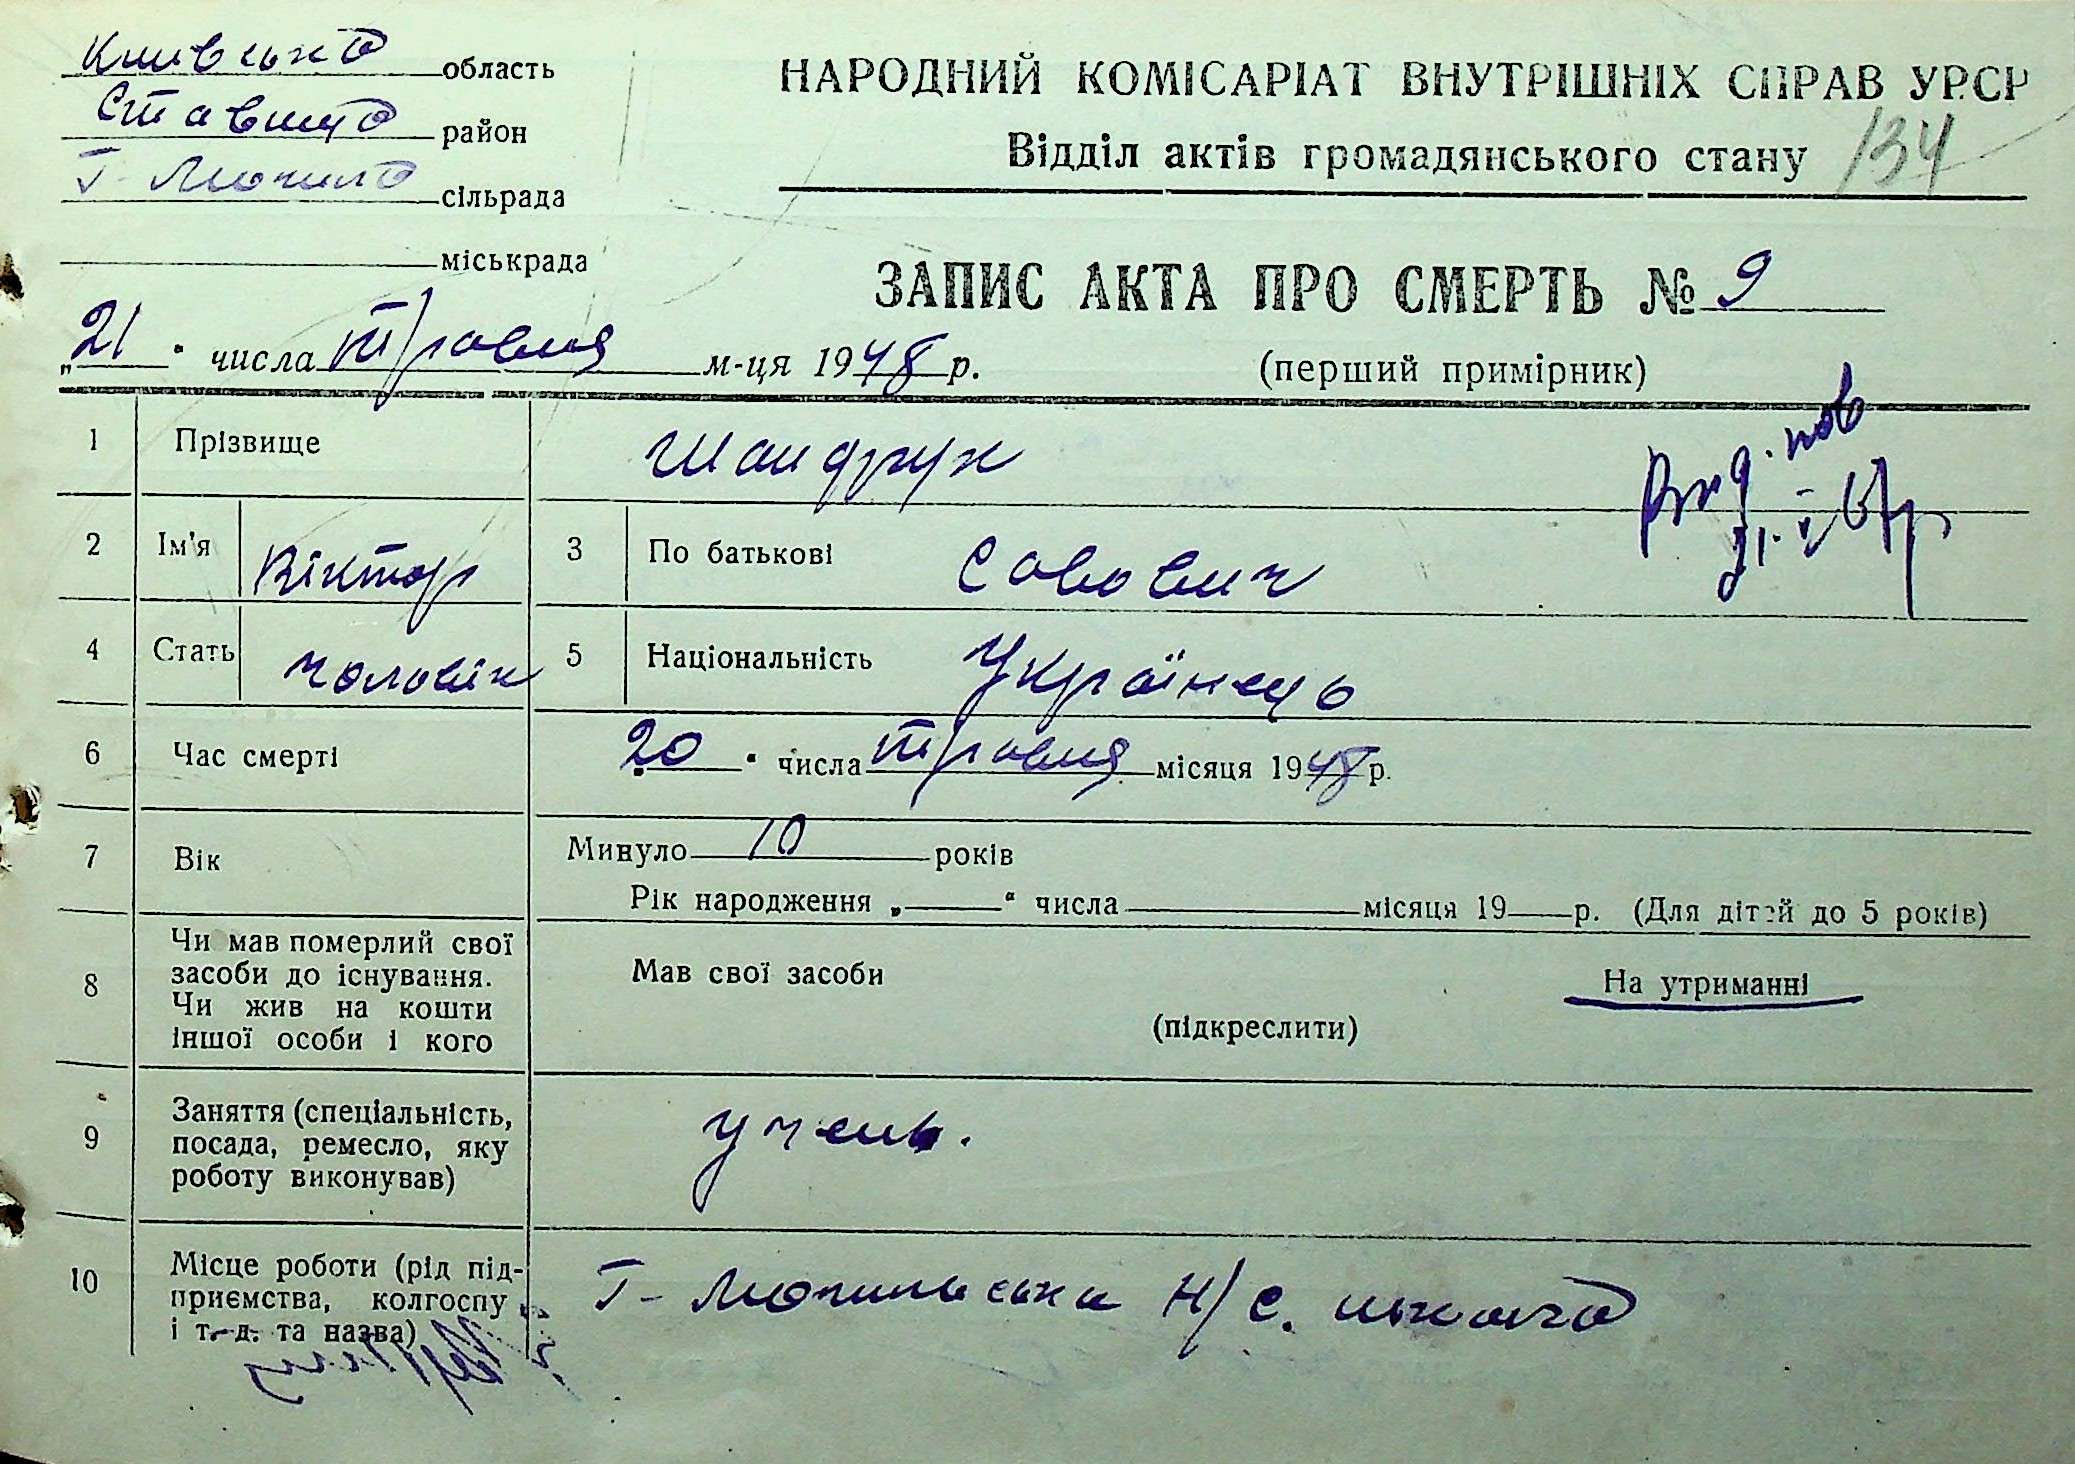 Київська область
НАРОДНИЙ КОМІСАРІАТ ВНУТРІШНІХ СПРАВ УРСР
Ставище район
Відділ актів громадянського стану 134
сільрада
міськрада
ЗАПИС АКТА ПРО СМЕРТЬ № 9
„21“ числа Травня м-ця 1948 р.
(перший примірник)
1 Прізвище Шандрук
Вид. пов
2 Ім'я Віктор 3 По батькові Савович
4 Стать чоловік 5 Національність Українець
6 Час смерті „20“ числа Травня місяця 1948 р.
7 Вік Минуло 10 років
Рік народження „——“ числа —— місяця 19—— р. (Для дітей до 5 років)
8 Чи мав померлий свої
засоби до існування.
Чи жив на кошти
іншої особи і кого
Мав свої засоби На утриманні
(підкреслити)
9 Заняття (спеціальність,
посада, ремесло, яку
роботу виконував)
учень.
10 Місце роботи (рід під-
приємства, колгоспу
і т. д. та назва)
Н/С. школа